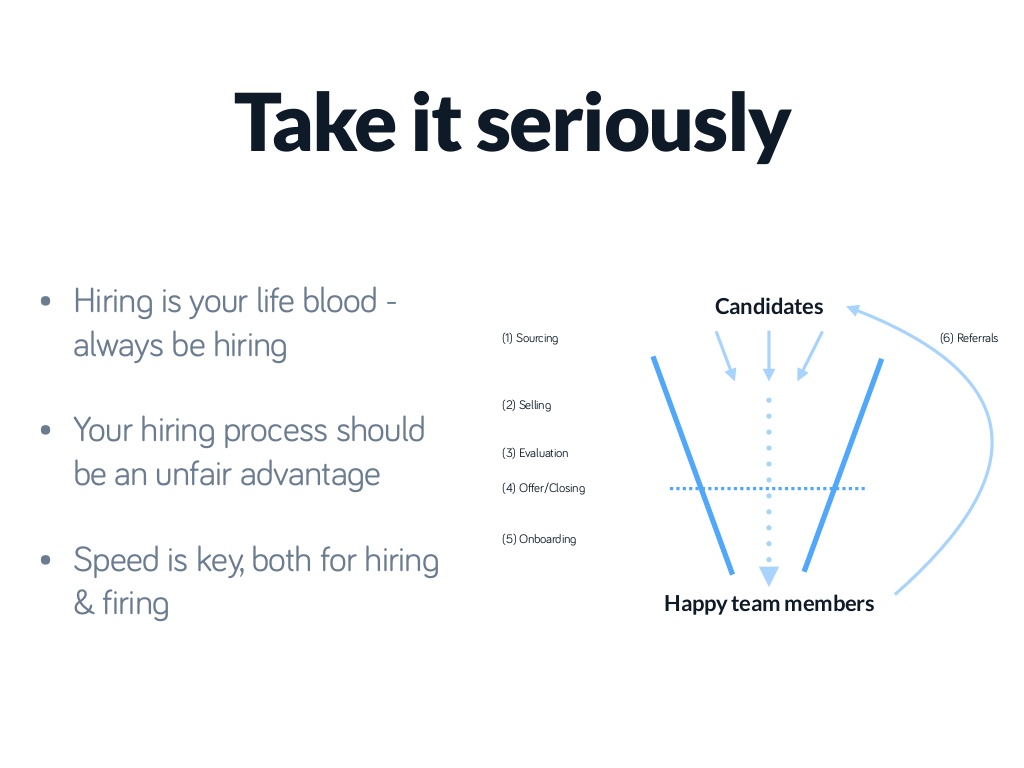 Take it seriously
• Hiring is your life blood -
always be hiring
• Your hiring process should
be an unfair advantage
• Speed is key, both for hiring
& firing
Candidates
(1) Sourcing
(6) Referrals
(2) Selling
(3) Evaluation
(4) Offer/Closing
(5) Onboarding
Happy team members